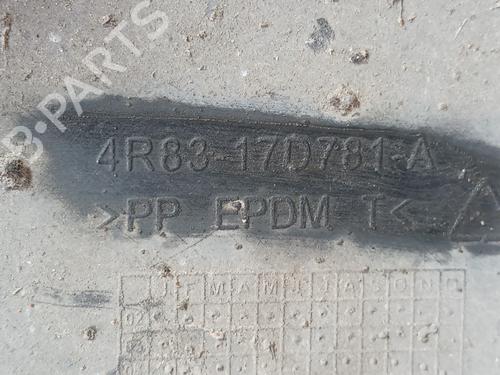 B-PARTS
4R83-17D781-A
>PP EPDM T<
J F M A M J J A S O N D